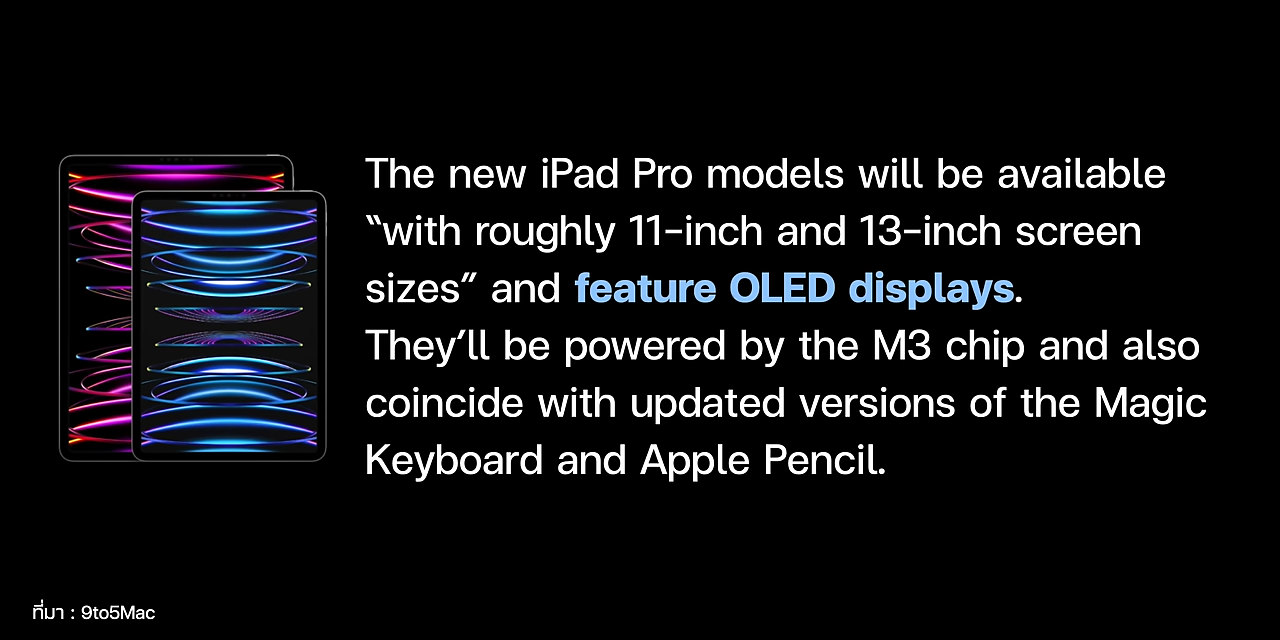 The new iPad Pro models will be available
“with roughly 11-inch and 13-inch screen
sizes” and feature OLED displays.
They’ll be powered by the M3 chip and also
coincide with updated versions of the Magic
Keyboard and Apple Pencil.
ที่มา : 9to5Mac